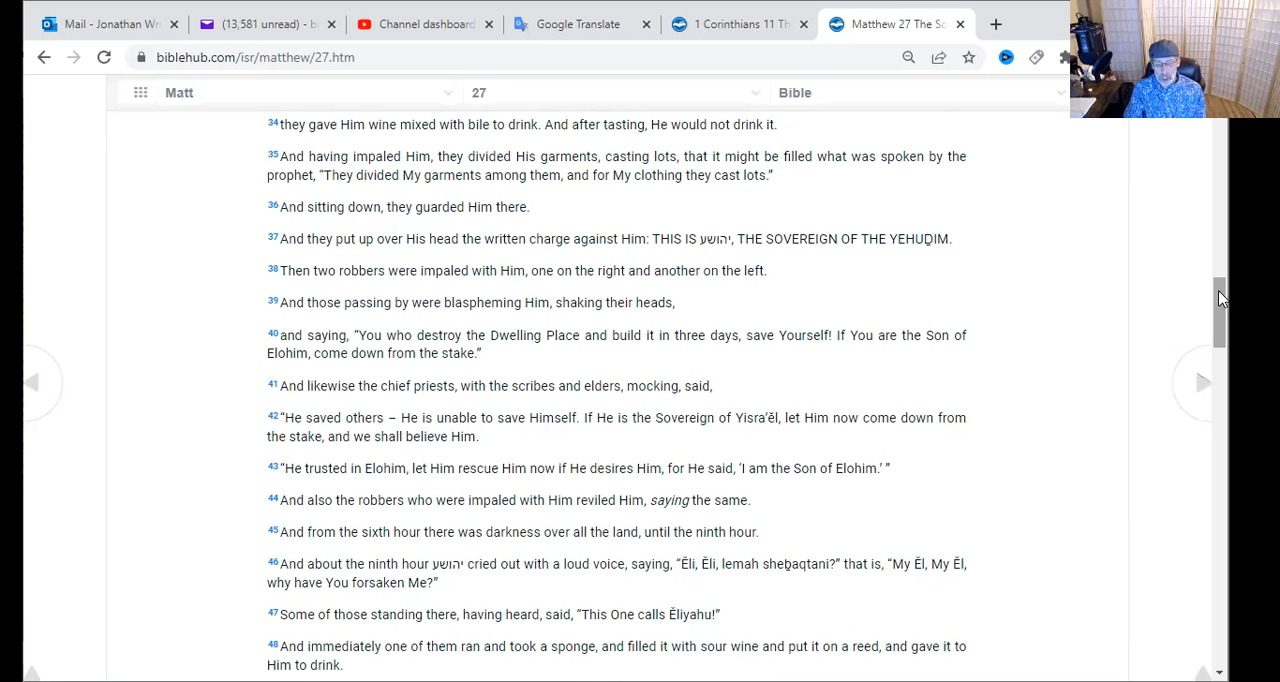 Mail - Jonathan Wr
(13,581 unread) - b
Channel dashboard
Google Translate
1 Corinthians 11 Th
Matthew 27 The Sc
biblehub.com/isr/matthew/27.htm
Matt
27
Bible
34 they gave Him wine mixed with bile to drink. And after tasting, He would not drink it.
35 And having impaled Him, they divided His garments, casting lots, that it might be filled what was spoken by the
prophet, “They divided My garments among them, and for My clothing they cast lots.”
36 And sitting down, they guarded Him there.
37 And they put up over His head the written charge against Him: THIS IS יהושע, THE SOVEREIGN OF THE YEHUḎIM.
38 Then two robbers were impaled with Him, one on the right and another on the left.
39 And those passing by were blaspheming Him, shaking their heads,
40 and saying, “You who destroy the Dwelling Place and build it in three days, save Yourself! If You are the Son of
Elohim, come down from the stake.”
41 And likewise the chief priests, with the scribes and elders, mocking, said,
42 “He saved others – He is unable to save Himself. If He is the Sovereign of Yisra’ĕl, let Him now come down from
the stake, and we shall believe Him.
43 “He trusted in Elohim, let Him rescue Him now if He desires Him, for He said, ‘I am the Son of Elohim.’ ”
44 And also the robbers who were impaled with Him reviled Him, saying the same.
45 And from the sixth hour there was darkness over all the land, until the ninth hour.
46 And about the ninth hour יהושע cried out with a loud voice, saying, “Ĕli, Ĕli, lemah sheḇaqtani?” that is, “My Ĕl, My Ĕl,
why have You forsaken Me?”
47 Some of those standing there, having heard, said, “This One calls Ĕliyahu!”
48 And immediately one of them ran and took a sponge, and filled it with sour wine and put it on a reed, and gave it to
Him to drink.